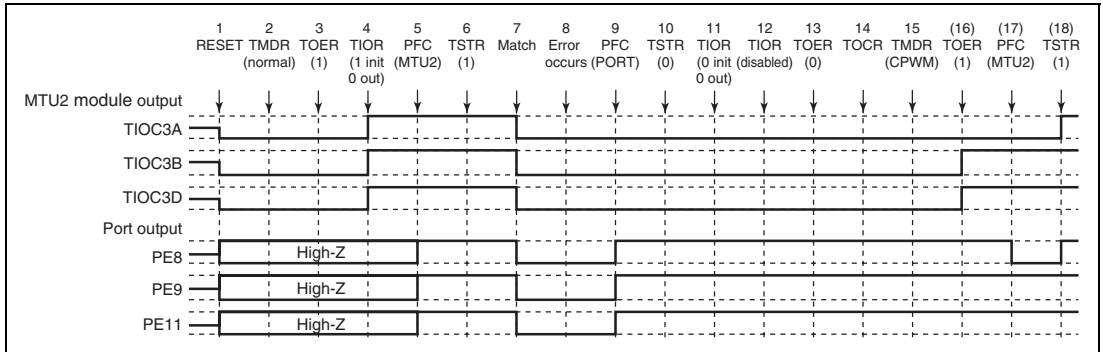 1 2 3 4 5 6 7 8 9 10 11 12 13 14 15 (16) (17) (18)
RESET TMDR TOER TIOR PFC TSTR Match Error PFC TSTR TIOR TIOR TOER TOCR TMDR TOER PFC TSTR
(normal) (1) (1 init (MTU2) (1) occurs (PORT) (0) (0 init (disabled) (0) (CPWM) (1) (MTU2) (1)
0 out) 0 out)
MTU2 module output
TIOC3A
TIOC3B
TIOC3D
Port output
PE8 High-Z
PE9 High-Z
PE11 High-Z